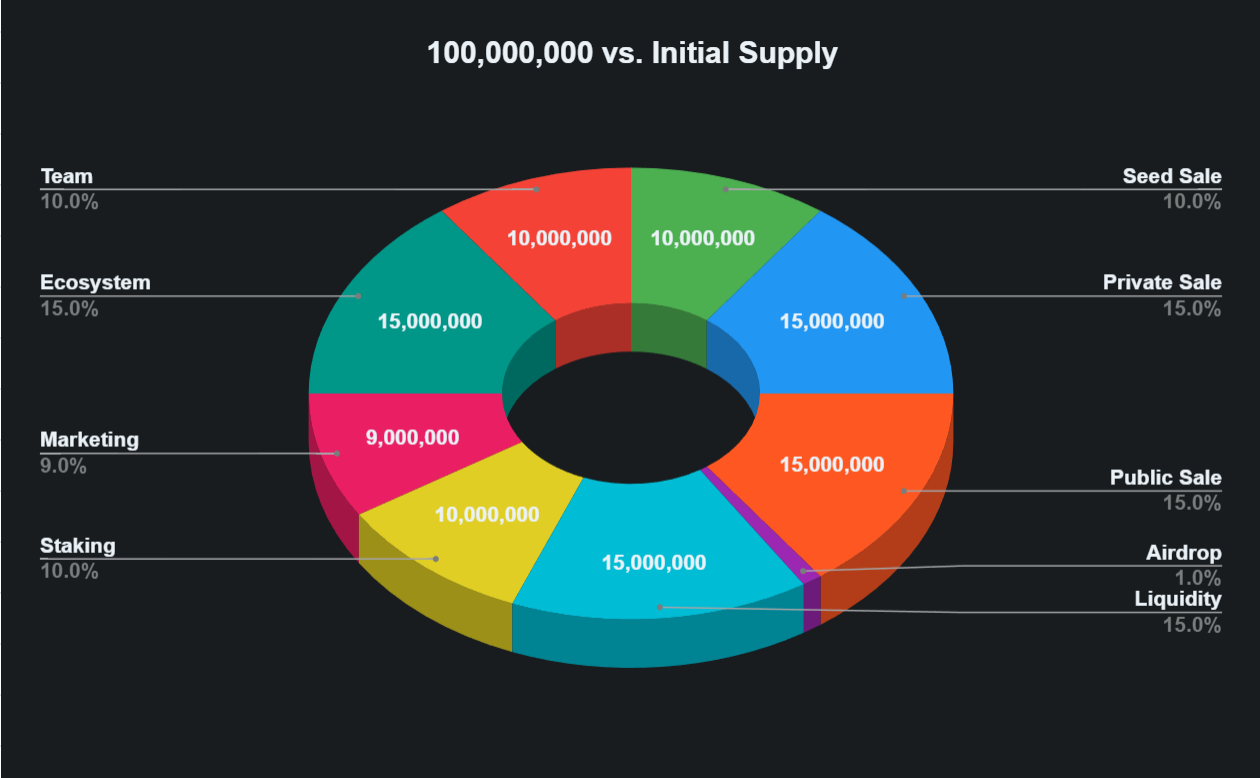 100,000,000 vs. Initial Supply
Team
10.0%
Seed Sale
10.0%
10,000,000
10,000,000
Ecosystem
15.0%
Private Sale
15.0%
15,000,000
15,000,000
Marketing
9.0%
9,000,000
15,000,000
Public Sale
15.0%
10,000,000
Staking
10.0%
15,000,000
Airdrop
1.0%
Liquidity
15.0%